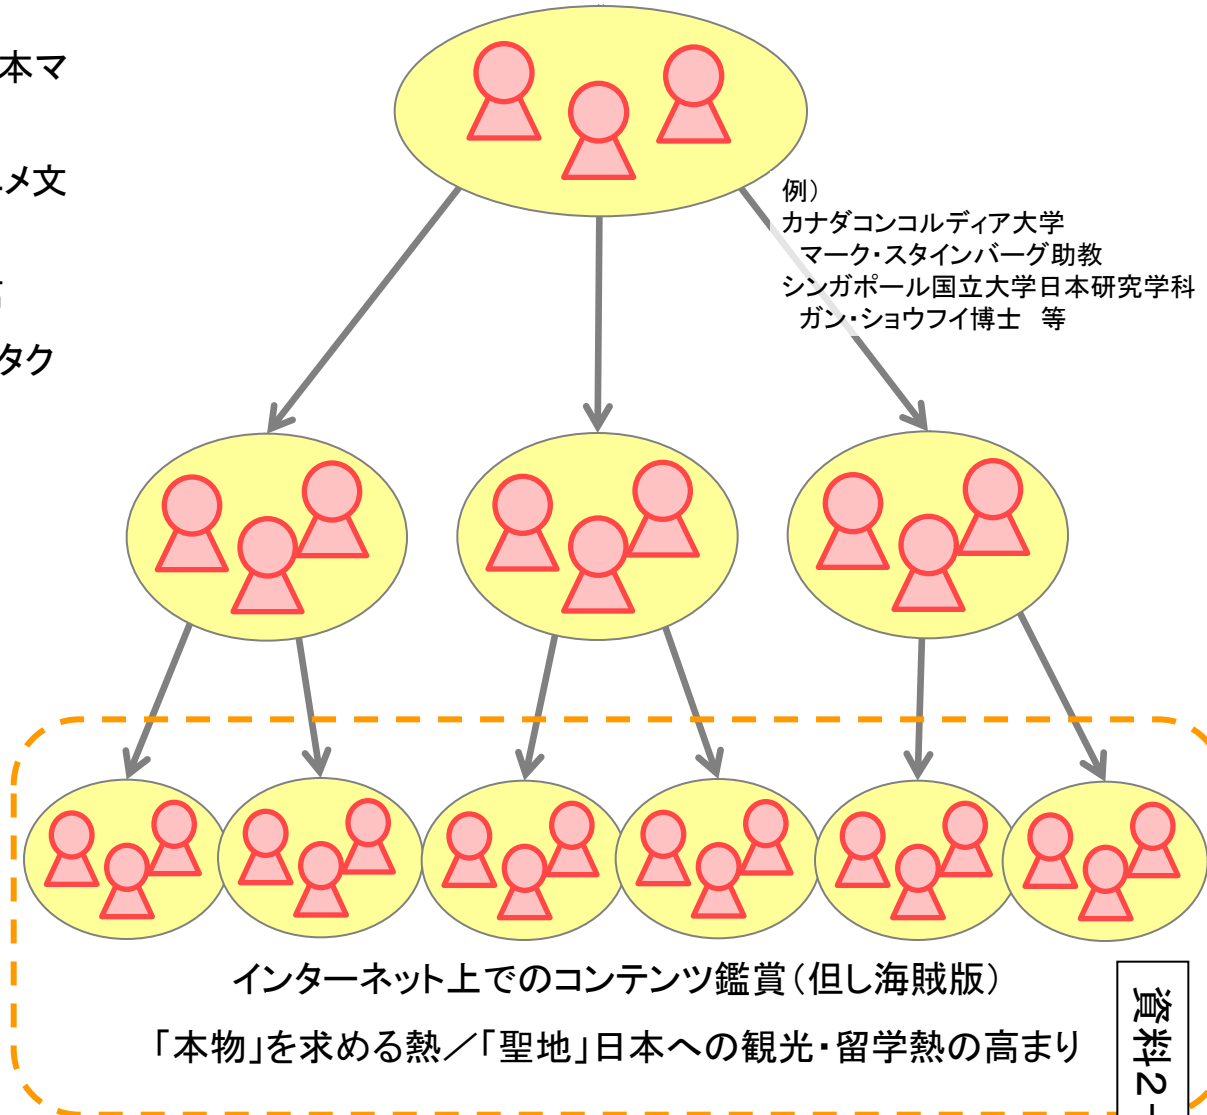 本マ
メ文
タク
例）
カナダコンコルディア大学
マーク・スタインバーグ助教
シンガポール国立大学日本研究学科
ガン・ショウフイ博士　等
インターネット上でのコンテンツ鑑賞（但し海賊版）
「本物」を求める熱／「聖地」日本への観光・留学熱の高まり
資料２-